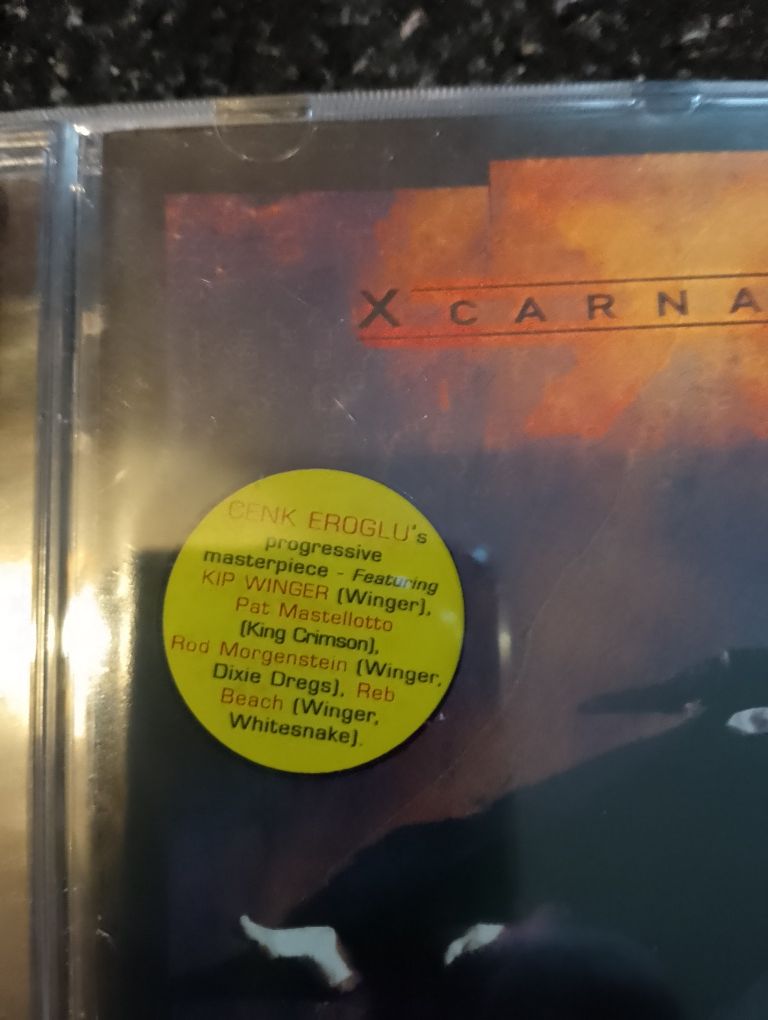 X CARNA
CENK EROGLU's
progressive
masterpiece - Featuring
KIP WINGER (Winger),
Pat Mastellotto
(King Crimson),
Rod Morgenstein (Winger,
Dixie Dregs), Reb
Beach (Winger,
Whitesnake).